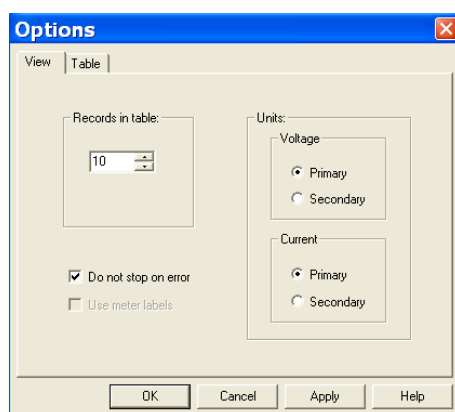 Options
View Table
Records in table:
10
Do not stop on error
Use meter labels
Units:
Voltage
Primary
Secondary
Current
Primary
Secondary
OK Cancel Apply Help